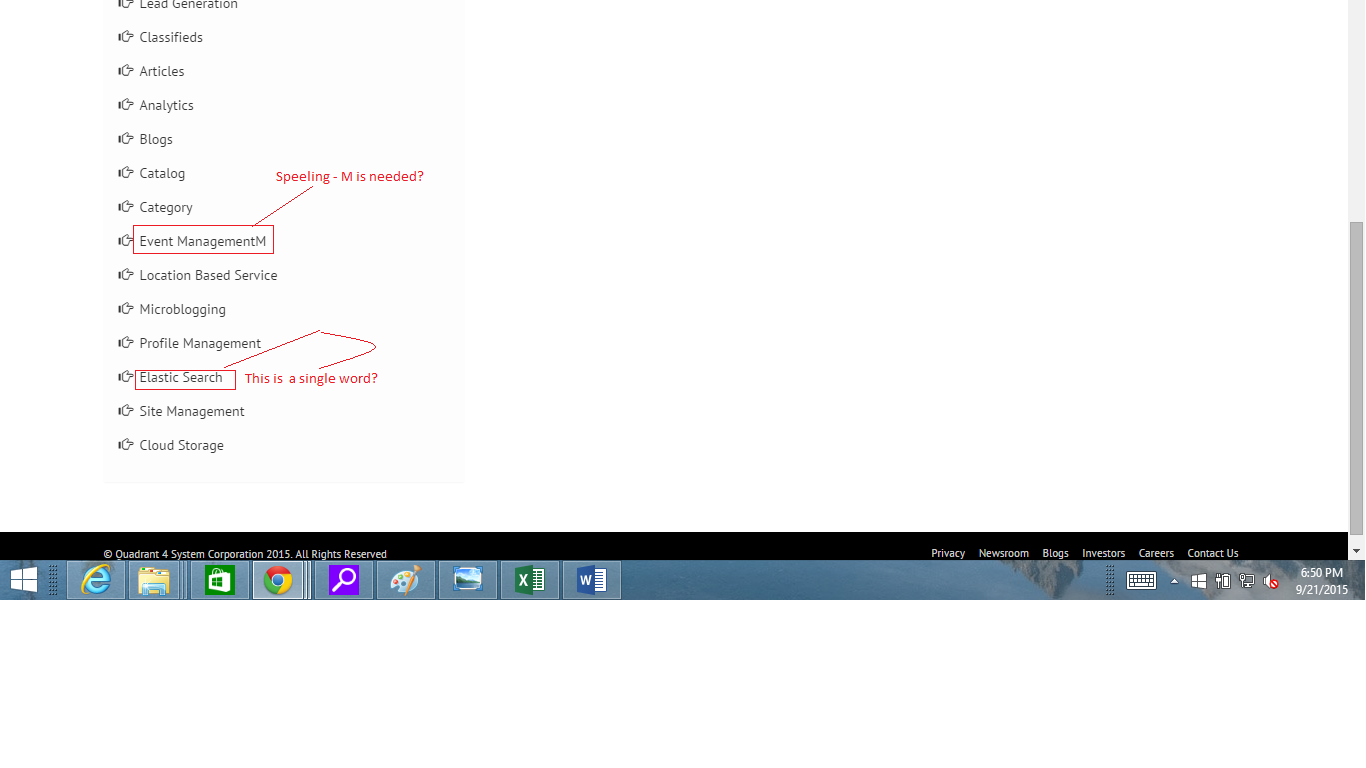 Lead Generation
Classifieds
Articles
Analytics
Blogs
Catalog
Speeling - M is needed?
Category
Event ManagementM
Location Based Service
Microblogging
Profile Management
Elastic Search This is a single word?
Site Management
Cloud Storage
© Quadrant 4 System Corporation 2015. All Rights Reserved Privacy Newsroom Blogs Investors Careers Contact Us
6:50 PM
9/21/2015